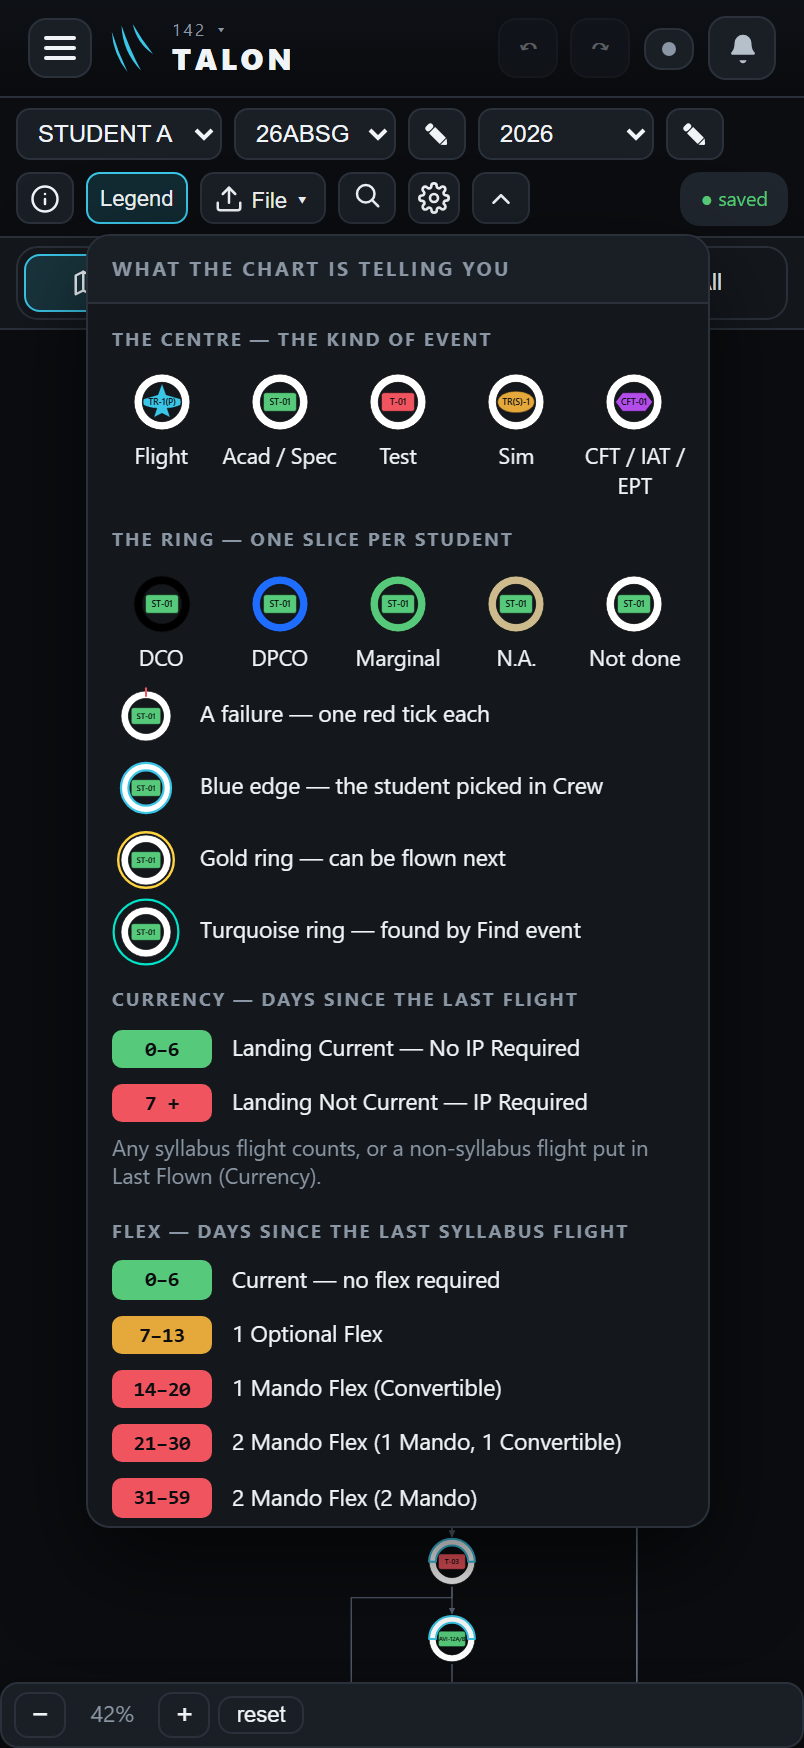 142
TALON
STUDENT A
26ABSG
2026
Legend
File
saved
WHAT THE CHART IS TELLING YOU
THE CENTRE — THE KIND OF EVENT
TR-1(P)
ST-01
T-01
TR(S)-1
CFT-01
Flight
Acad / Spec
Test
Sim
CFT / IAT /
EPT
THE RING — ONE SLICE PER STUDENT
ST-01
ST-01
ST-01
ST-01
ST-01
DCO
DPCO
Marginal
N.A.
Not done
ST-01
A failure — one red tick each
ST-01
Blue edge — the student picked in Crew
ST-01
Gold ring — can be flown next
ST-01
Turquoise ring — found by Find event
CURRENCY — DAYS SINCE THE LAST FLIGHT
0–6 Landing Current — No IP Required
7 + Landing Not Current — IP Required
Any syllabus flight counts, or a non-syllabus flight put in
Last Flown (Currency).
FLEX — DAYS SINCE THE LAST SYLLABUS FLIGHT
0–6 Current — no flex required
7–13 1 Optional Flex
14–20 1 Mando Flex (Convertible)
21–30 2 Mando Flex (1 Mando, 1 Convertible)
31–59 2 Mando Flex (2 Mando)
T-03
− 42% + reset